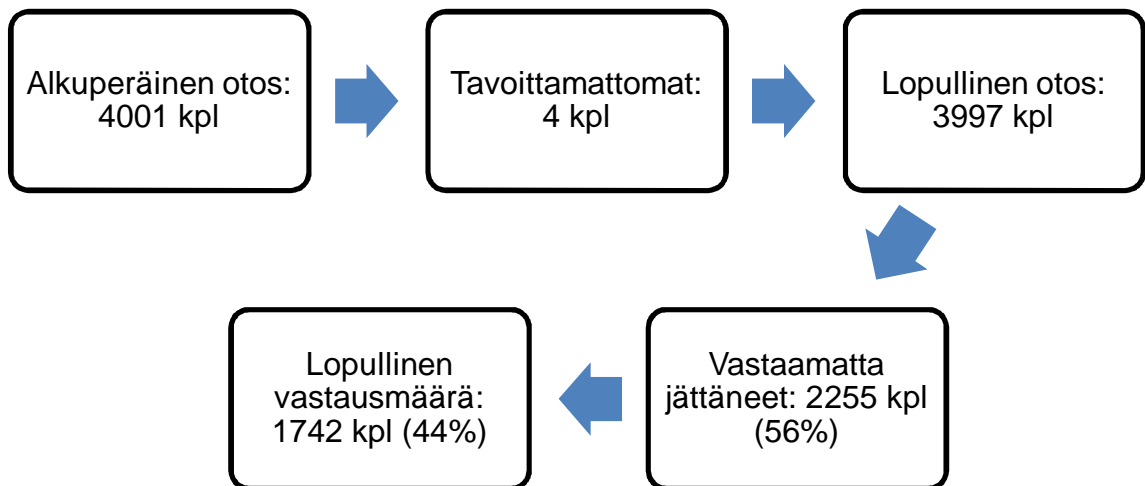 Alkuperäinen otos:
4001 kpl
Tavoittamattomat:
4 kpl
Lopullinen otos:
3997 kpl
Vastaamatta
jättäneet: 2255 kpl
(56%)
Lopullinen
vastausmäärä:
1742 kpl (44%)